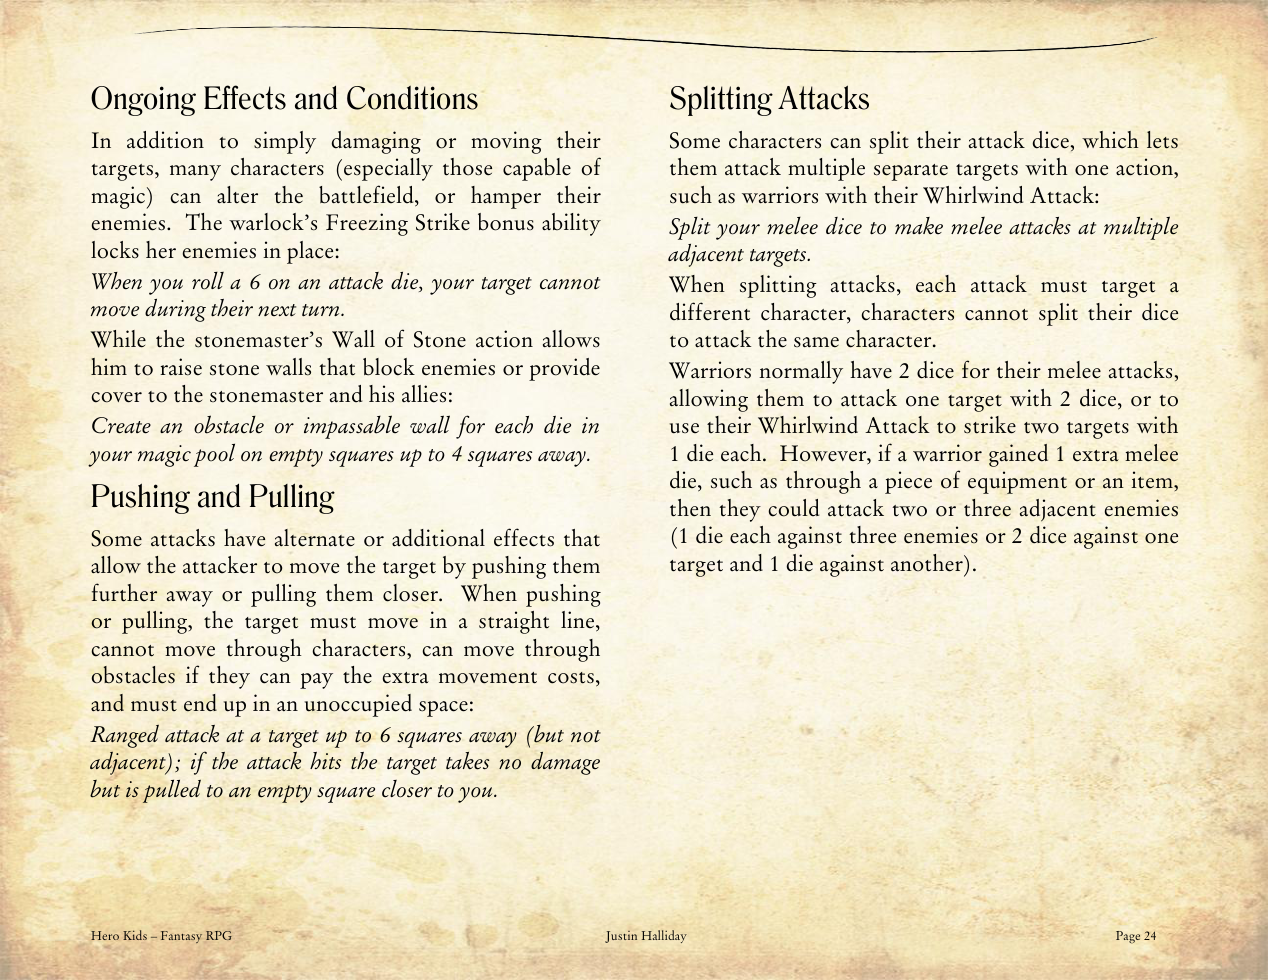 Ongoing Effects and Conditions
In addition to simply damaging or moving their
targets, many characters (especially those capable of
magic) can alter the battlefield, or hamper their
enemies.  The warlock’s Freezing Strike bonus ability
locks her enemies in place:
When you roll a 6 on an attack die, your target cannot
move during their next turn.
While the stonemaster’s Wall of Stone action allows
him to raise stone walls that block enemies or provide
cover to the stonemaster and his allies:
Create an obstacle or impassable wall for each die in
your magic pool on empty squares up to 4 squares away.
Pushing and Pulling
Some attacks have alternate or additional effects that
allow the attacker to move the target by pushing them
further away or pulling them closer.  When pushing
or pulling, the target must move in a straight line,
cannot move through characters, can move through
obstacles if they can pay the extra movement costs,
and must end up in an unoccupied space:
Ranged attack at a target up to 6 squares away (but not
adjacent); if the attack hits the target takes no damage
but is pulled to an empty square closer to you.
Splitting Attacks
Some characters can split their attack dice, which lets
them attack multiple separate targets with one action,
such as warriors with their Whirlwind Attack:
Split your melee dice to make melee attacks at multiple
adjacent targets.
When splitting attacks, each attack must target a
different character, characters cannot split their dice
to attack the same character.
Warriors normally have 2 dice for their melee attacks,
allowing them to attack one target with 2 dice, or to
use their Whirlwind Attack to strike two targets with
1 die each.  However, if a warrior gained 1 extra melee
die, such as through a piece of equipment or an item,
then they could attack two or three adjacent enemies
(1 die each against three enemies or 2 dice against one
target and 1 die against another).
Hero Kids – Fantasy RPG
Justin Halliday
Page 24